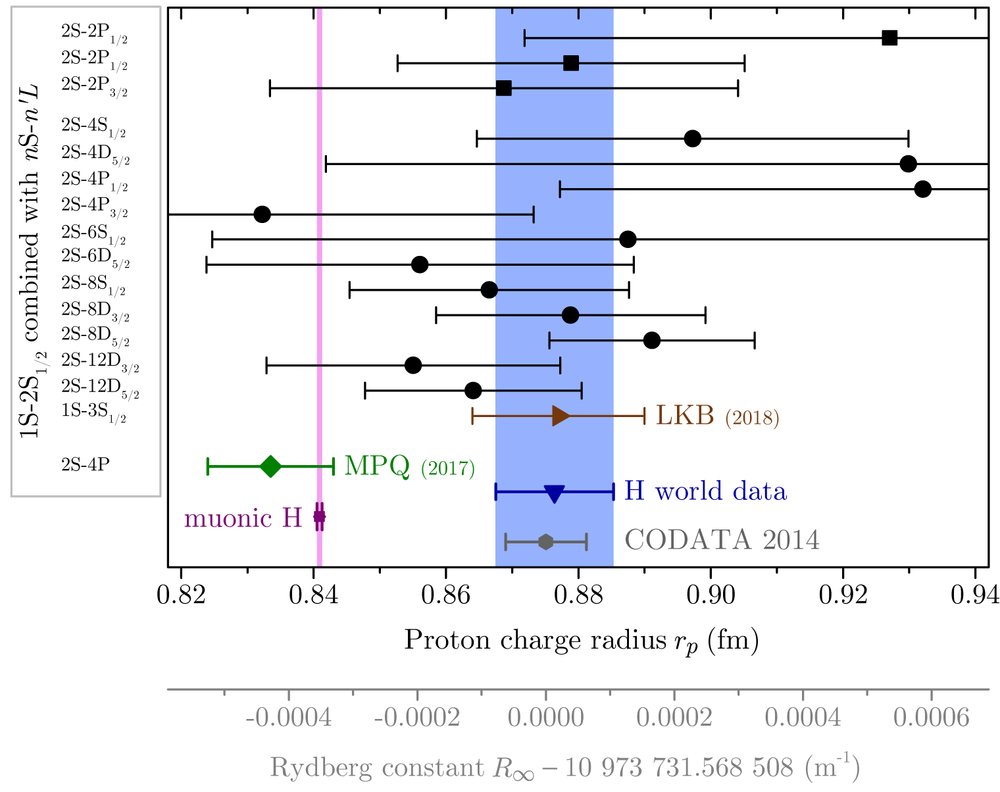 1S-2S1/2 combined with nS-n'L
2S-2P1/2
2S-2P1/2
2S-2P3/2
2S-4S1/2
2S-4D5/2
2S-4P1/2
2S-4P3/2
2S-6S1/2
2S-6D5/2
2S-8S1/2
2S-8D3/2
2S-8D5/2
2S-12D3/2
2S-12D5/2
1S-3S1/2
LKB (2018)
2S-4P
MPQ (2017)
H world data
muonic H
CODATA 2014
0.82 0.84 0.86 0.88 0.90 0.92 0.94
Proton charge radius rp (fm)
-0.0004 -0.0002 0.0000 0.0002 0.0004 0.0006
Rydberg constant R∞ – 10 973 731.568 508 (m-1)